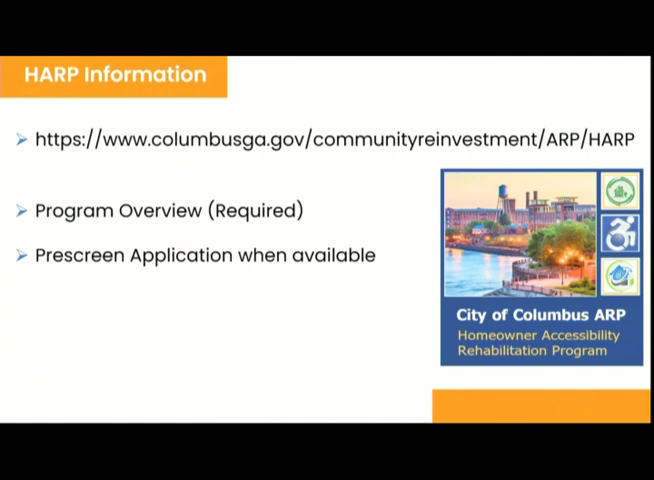 HARP Information
https://www.columbusga.gov/communityreinvestment/ARP/HARP
Program Overview (Required)
Prescreen Application when available
City of Columbus ARP
Homeowner Accessibility
Rehabilitation Program